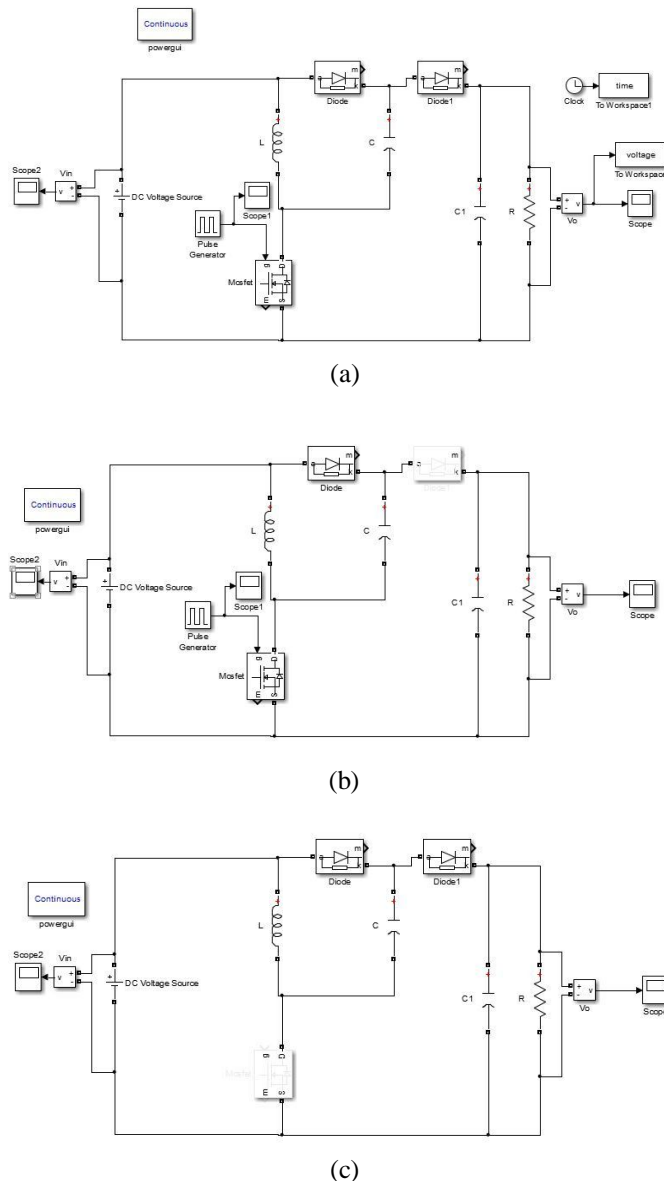 Continuous
powergui
a
m
k
Diode
a
m
k
Diode1
Clock
time
To Workspace1
L
C
voltage
To Workspace
Scope2
Vin
v
+
-
DC Voltage Source
Scope1
Pulse
Generator
Mosfet
g
D
m
S
C1
R
+
-
v
Vo
Scope
(a)
Continuous
powergui
a
m
k
Diode
a
m
k
L
C
Scope2
Vin
v
+
-
DC Voltage Source
Scope1
Pulse
Generator
Mosfet
g
D
m
S
C1
R
+
-
v
Vo
Scope
(b)
Continuous
powergui
a
m
k
Diode
a
m
k
Diode1
L
C
Scope2
Vin
v
+
-
DC Voltage Source
g
D
m
S
C1
R
+
-
v
Vo
Scope
(c)